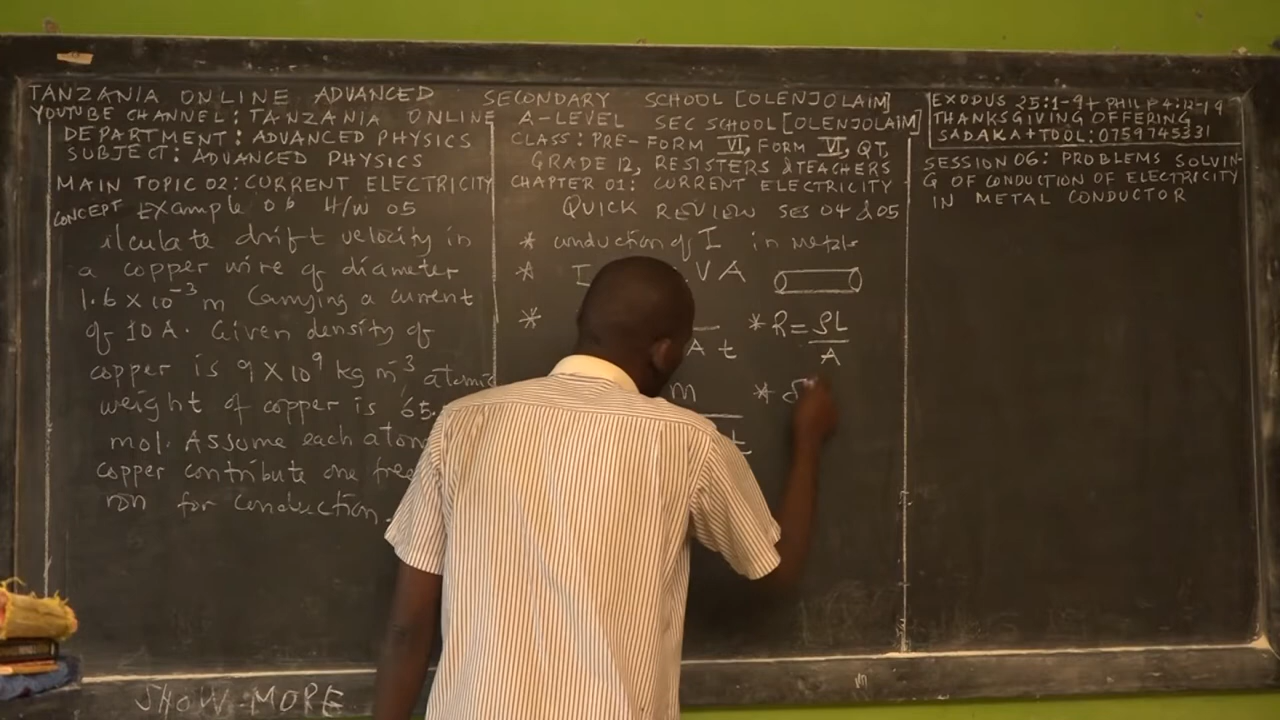 TANZANIA ONLINE ADVANCED SECONDARY SCHOOL [OLENJOLAIM]
YOUTUBE CHANNEL: TANZANIA ONLINE A-LEVEL SEC SCHOOL [OLENJOLAIM]
DEPARTMENT: ADVANCED PHYSICS
SUBJECT: ADVANCED PHYSICS
MAIN TOPIC 02: CURRENT ELECTRICITY
CONCEPT Example 06 H/W 05
alculate drift velocity in
a copper wire of diameter
1.6 X 10⁻³ m Carrying a current
of 10 A. Given density of
copper is 9 X 10⁹ kg m⁻³, atomic
weight of copper is 65.
mol. Assume each atom
copper contribute one free
ron for Conduction.
CLASS: PRE-FORM VI, FORM VI, QT,
GRADE 12, RESISTERS & TEACHERS
CHAPTER 01: CURRENT ELECTRICITY
QUICK REVIEW SES 04 & 05
* conduction of I in metals
* I VA
* A t
* R = ρL
A
m
t
*
EXODUS 25:1-9 + PHILP 4:12-19
THANKSGIVING OFFERING
SADAKA + TOOL: 0759745331
SESSION 06: PROBLEMS SOLVIN-
G OF CONDUCTION OF ELECTRICITY
IN METAL CONDUCTOR
SHOW MORE